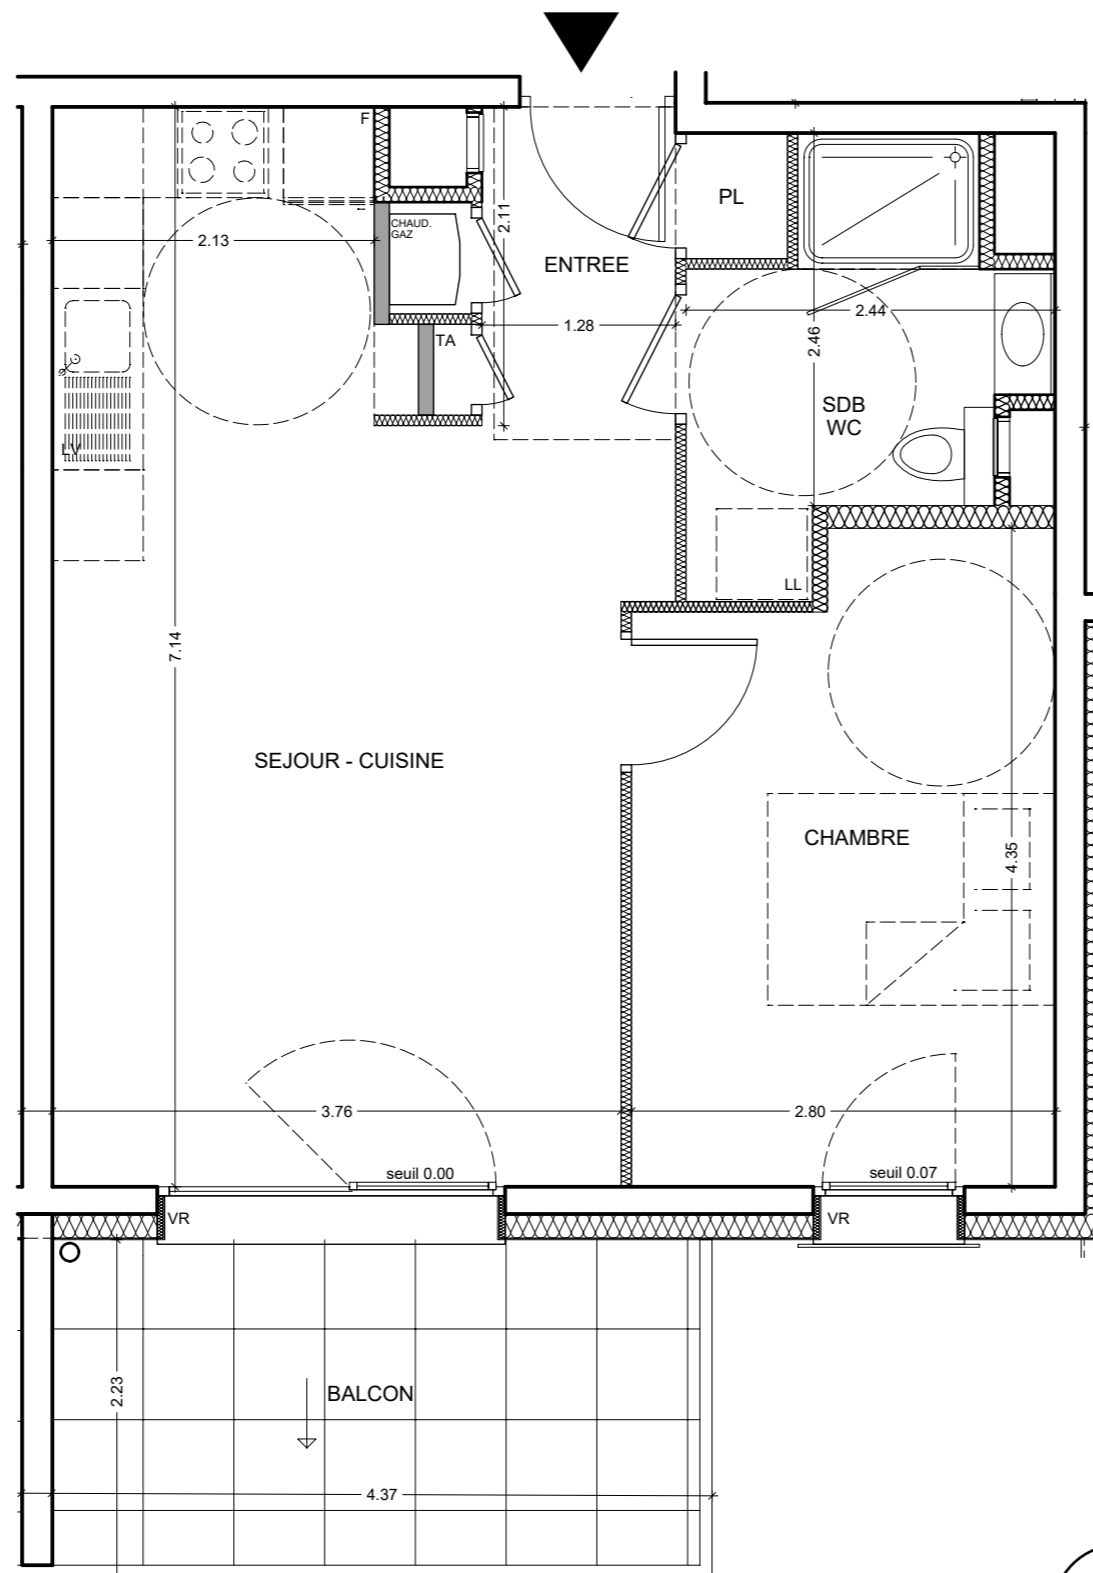 F
PL
CHAUD.
GAZ
2.11
2.13
ENTREE
2.44
1.28
TA
2.46
SDB
WC
LV
LL
7.14
SEJOUR - CUISINE
CHAMBRE
4.35
3.76
2.80
seuil 0.00
seuil 0.07
VR
VR
2.23
BALCON
4.37